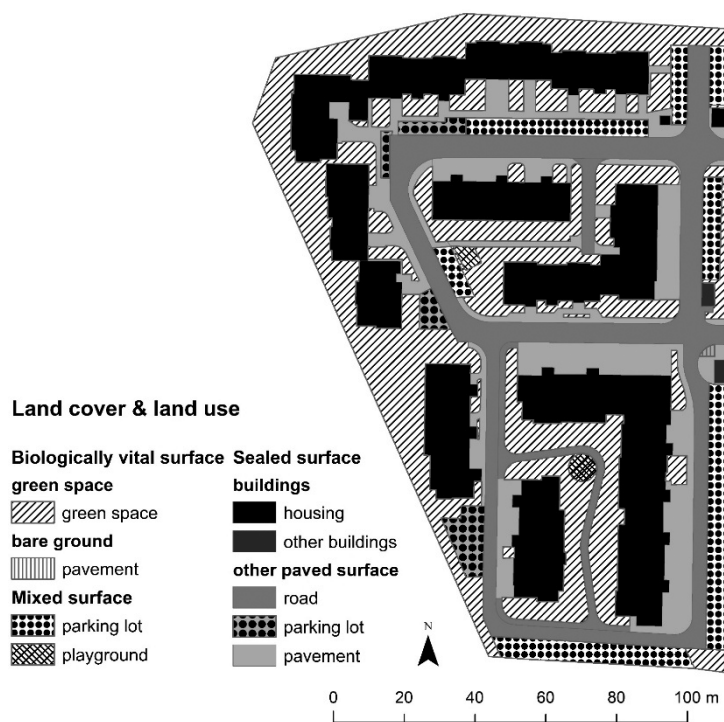 Land cover & land use
Biologically vital surface
green space
green space
bare ground
pavement
Mixed surface
parking lot
playground
Sealed surface
buildings
housing
other buildings
other paved surface
road
parking lot
pavement
N
0 20 40 60 80 100 m